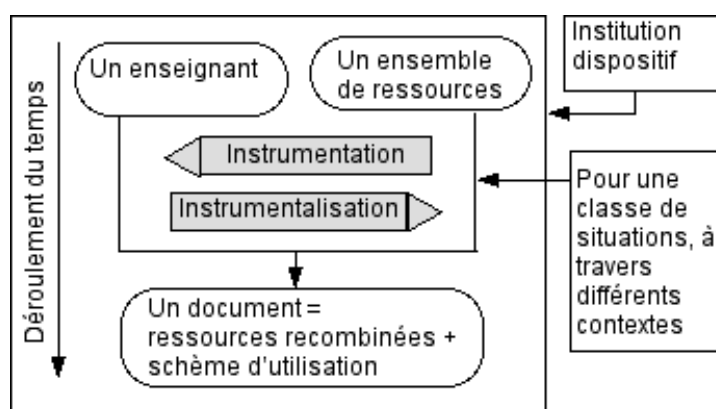 Déroulement du temps
Un enseignant
Un ensemble
de ressources
Institution
dispositif
Instrumentation
Instrumentalisation
Pour une
classe de
situations, à
travers
différents
contextes
Un document =
ressources recombinées +
schème d'utilisation